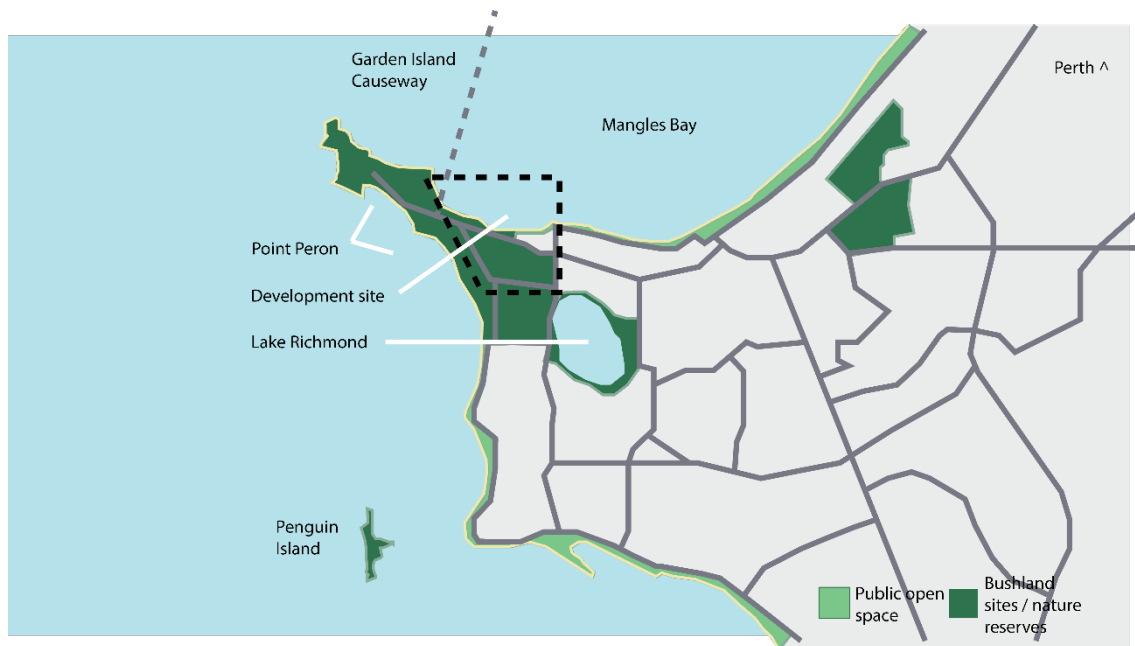 Garden Island
Causeway
Perth ^
Mangles Bay
Point Peron
Development site
Lake Richmond
Penguin
Island
Public open
space
Bushland
sites / nature
reserves